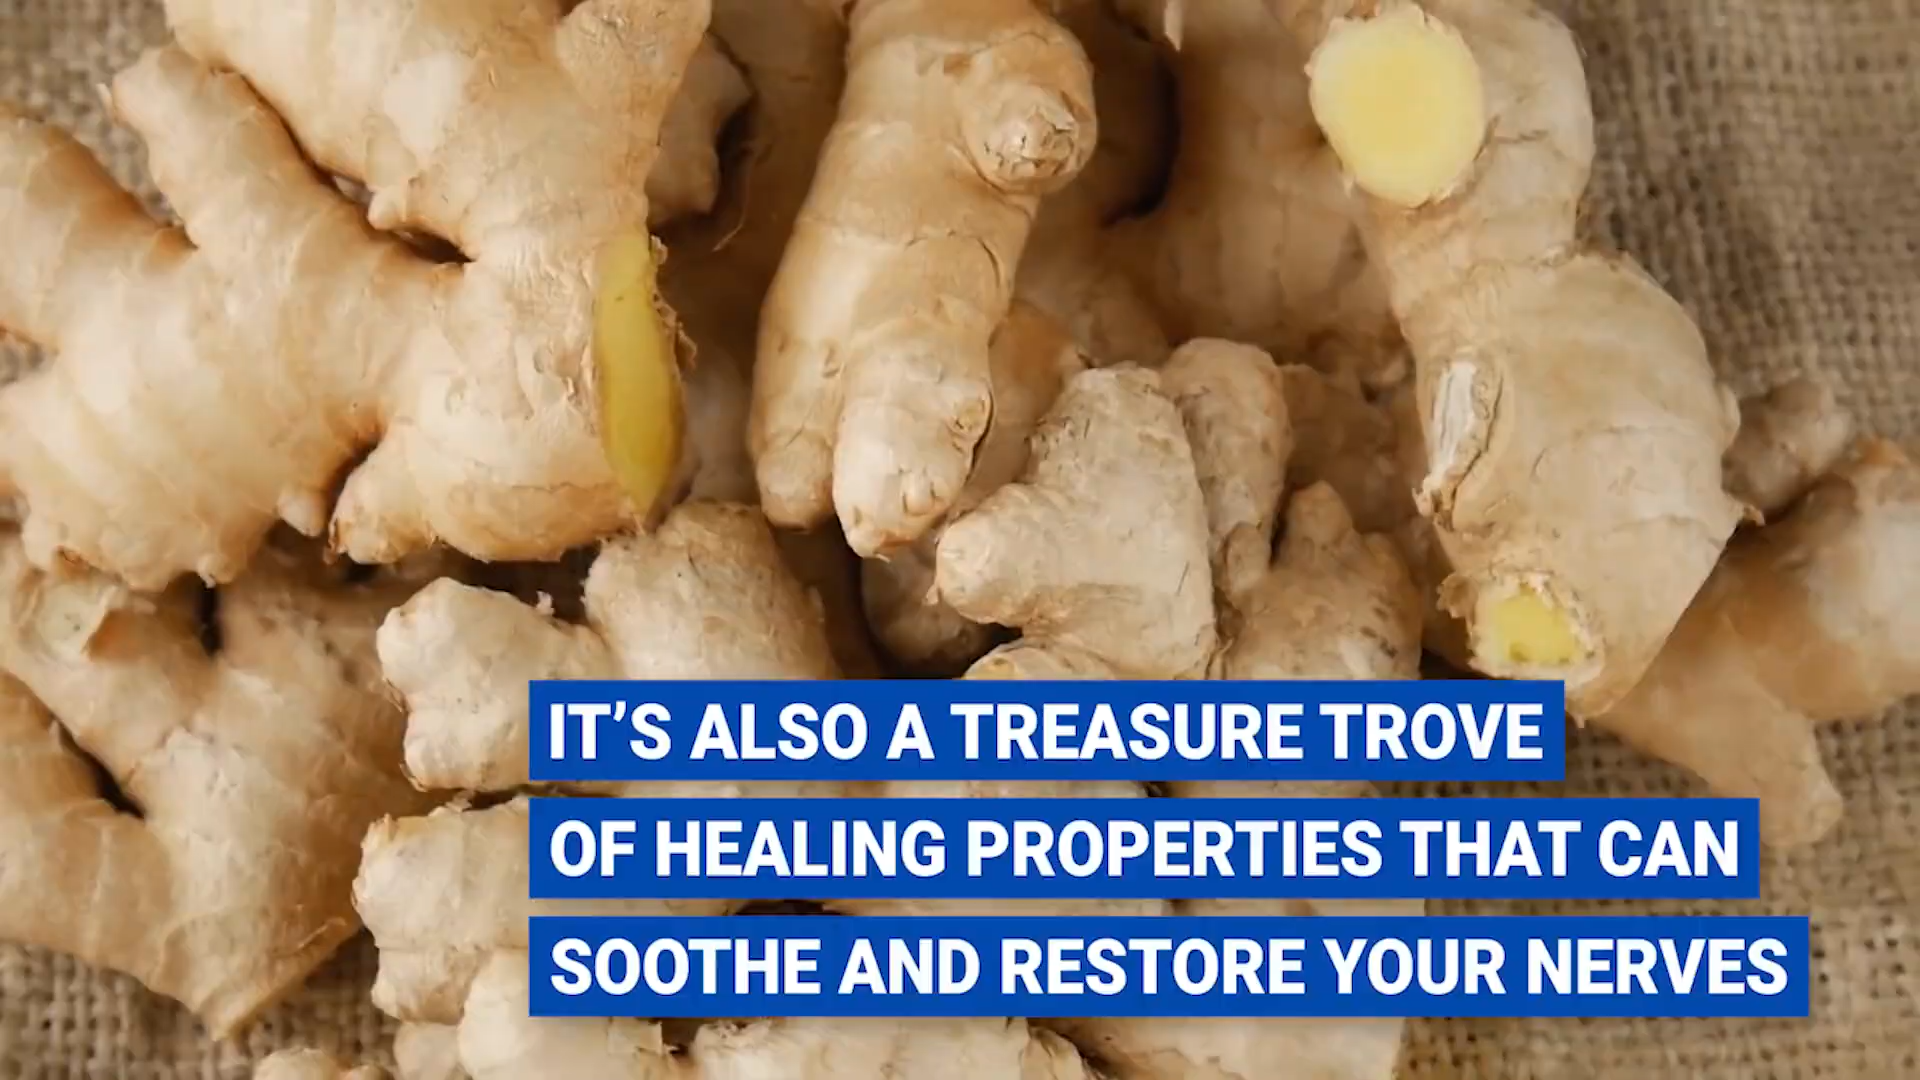 IT’S ALSO A TREASURE TROVE
OF HEALING PROPERTIES THAT CAN
SOOTHE AND RESTORE YOUR NERVES